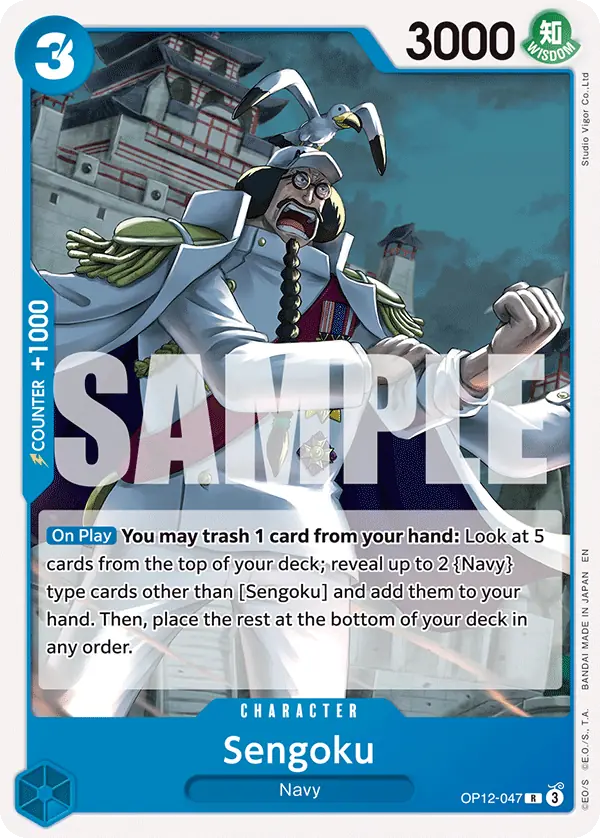 3
3000
知
WISDOM
Studio Vigor Co.,Ltd
COUNTER +1000
SAMPLE
On Play You may trash 1 card from your hand: Look at 5
cards from the top of your deck; reveal up to 2 {Navy}
type cards other than [Sengoku] and add them to your
hand. Then, place the rest at the bottom of your deck in
any order.
BANDAI MADE IN JAPAN EN
©E.O./S., T.A.
©EO/S
CHARACTER
Sengoku
Navy
OP12-047 R 3